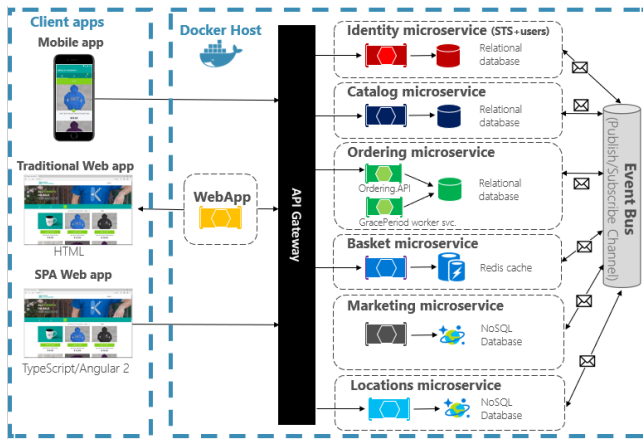 Client apps
Mobile app
Traditional Web app
HTML
SPA Web app
TypeScript/Angular 2
Docker Host
WebApp
API Gateway
Identity microservice (STS+users)
Relational
database
Catalog microservice
Relational
database
Ordering microservice
Ordering.API
GracePeriod worker svc.
Relational
database
Basket microservice
Redis cache
Marketing microservice
NoSQL
Database
Locations microservice
NoSQL
Database
Event Bus
(Publish/Subscribe Channel)